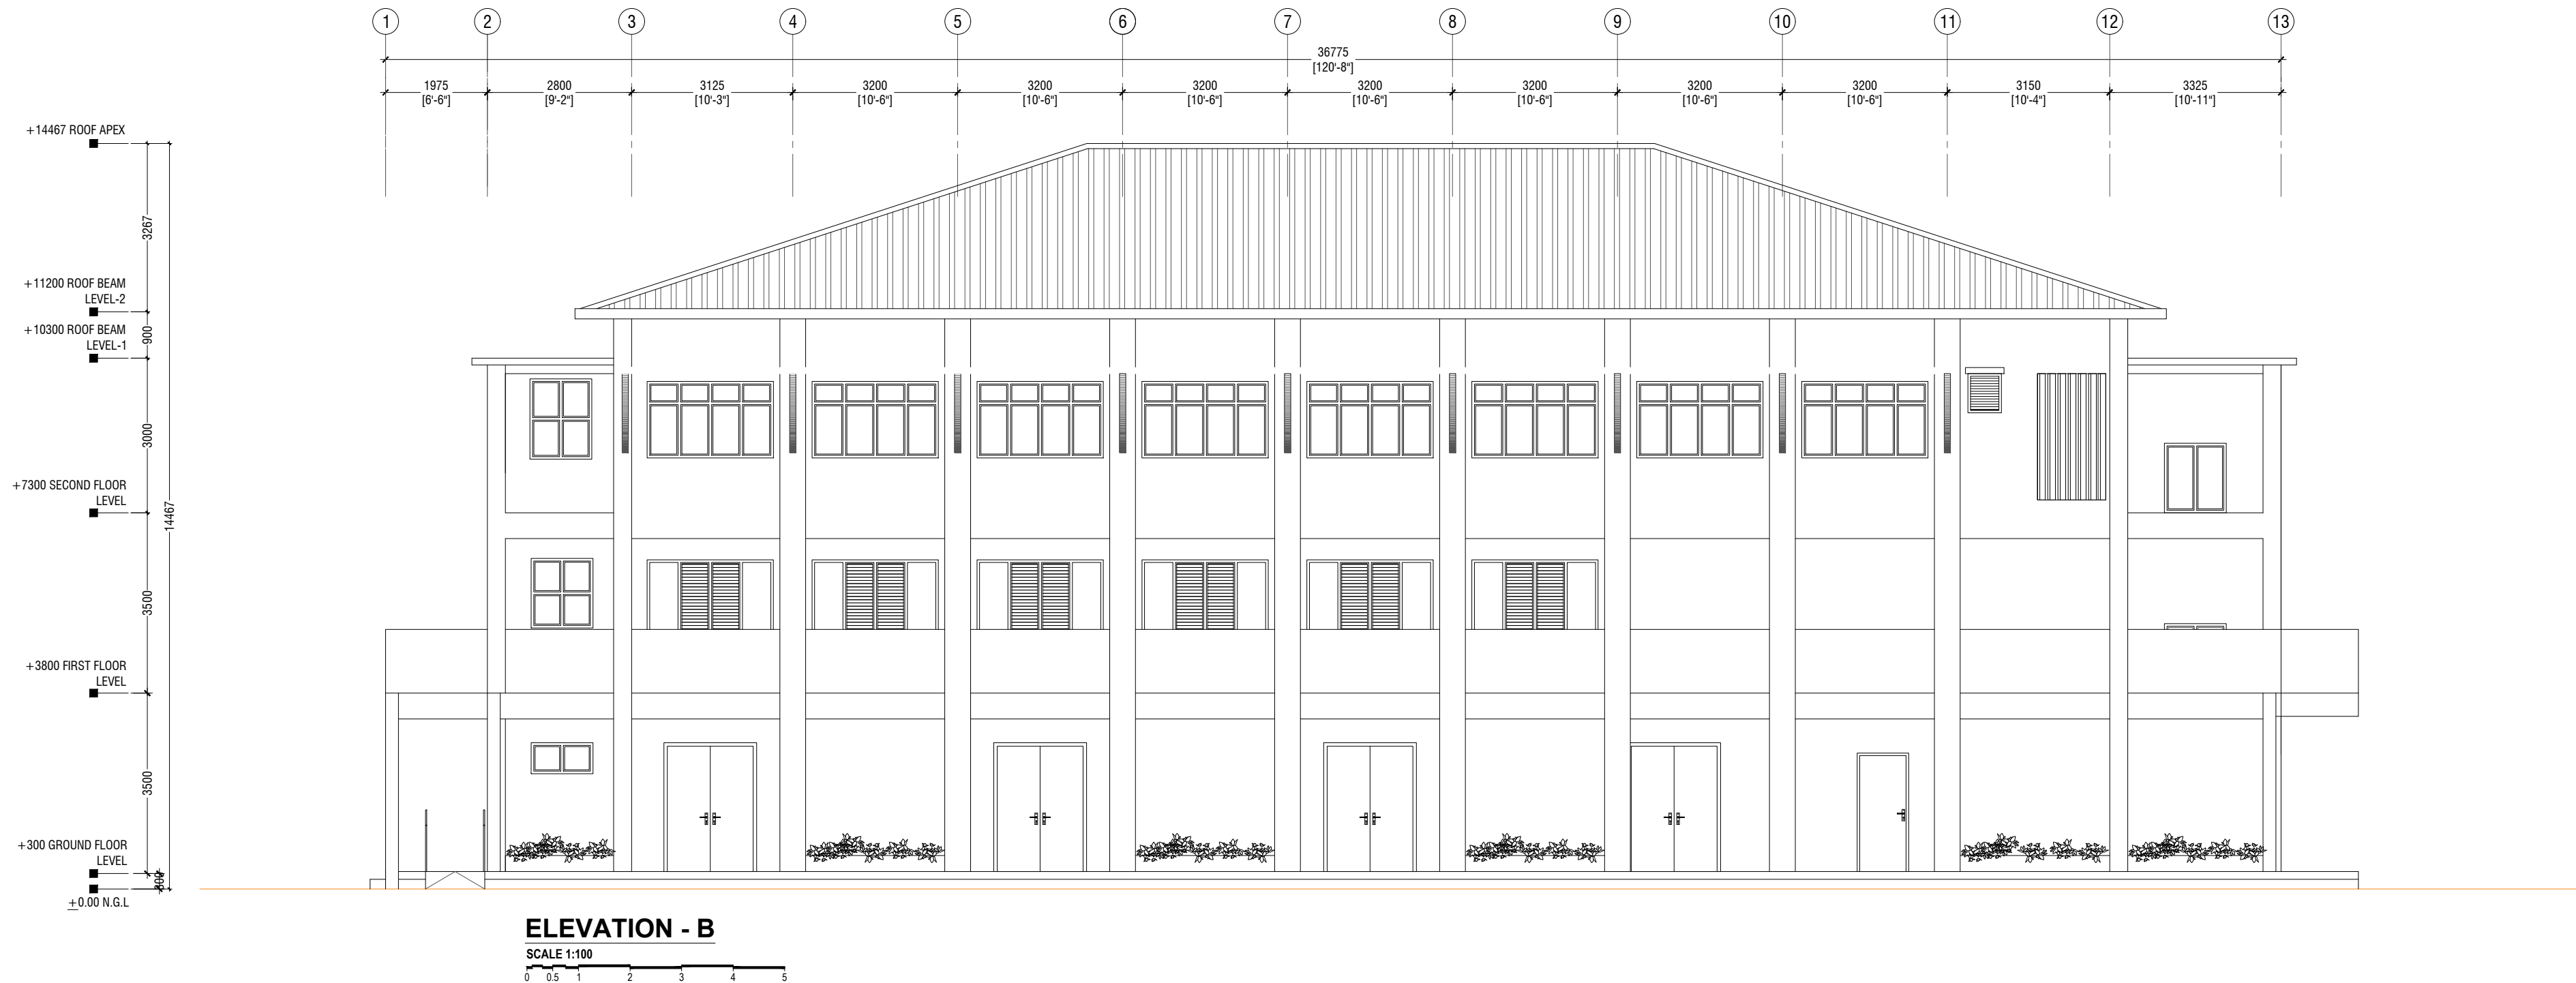 1 2 3 4 5 6 7 8 9 10 11 12 13
36775
[120'-8"]
1975 2800 3125 3200 3200 3200 3200 3200 3200 3200 3150 3325
[6'-6"] [9'-2"] [10'-3"] [10'-6"] [10'-6"] [10'-6"] [10'-6"] [10'-6"] [10'-6"] [10'-6"] [10'-4"] [10'-11"]
+14467 ROOF APEX
3267
+11200 ROOF BEAM
LEVEL-2
900
+10300 ROOF BEAM
LEVEL-1
3000
+7300 SECOND FLOOR
LEVEL
14467
3500
+3800 FIRST FLOOR
LEVEL
3500
+300 GROUND FLOOR
LEVEL
300
+0.00 N.G.L
ELEVATION - B
SCALE 1:100
0 0.5 1 2 3 4 5